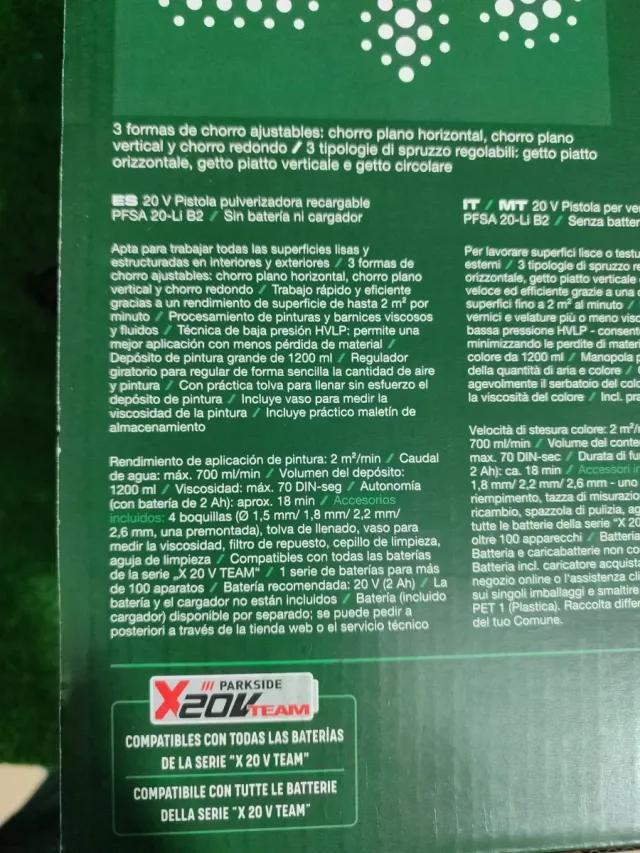 3 formas de chorro ajustables: chorro plano horizontal, chorro plano
vertical y chorro redondo / 3 tipologie di spruzzo regolabili: getto piatto
orizzontale, getto piatto verticale e getto circolare
ES 20 V Pistola pulverizadora recargable
PFSA 20-Li B2 / Sin batería ni cargador
Apta para trabajar todas las superficies lisas y
estructuradas en interiores y exteriores / 3 formas de
chorro ajustables: chorro plano horizontal, chorro plano
vertical y chorro redondo / Trabajo rápido y eficiente
gracias a un rendimiento de superficie de hasta 2 m² por
minuto / Procesamiento de pinturas y barnices viscosos
y fluidos / Técnica de baja presión HVLP: permite una
mejor aplicación con menos pérdida de material /
Depósito de pintura grande de 1200 ml / Regulador
giratorio para regular de forma sencilla la cantidad de aire
y pintura / Con práctica tolva para llenar sin esfuerzo el
depósito de pintura / Incluye vaso para medir la
viscosidad de la pintura / Incluye práctico maletín de
almacenamiento
Rendimiento de aplicación de pintura: 2 m²/min / Caudal
de agua: máx. 700 ml/min / Volumen del depósito:
1200 ml / Viscosidad: máx. 70 DIN-seg / Autonomía
(con batería de 2 Ah): aprox. 18 min / Accesorios
incluidos: 4 boquillas (Ø 1,5 mm/ 1,8 mm/ 2,2 mm/
2,6 mm, una premontada), tolva de llenado, vaso para
medir la viscosidad, filtro de repuesto, cepillo de limpieza,
aguja de limpieza / Compatibles con todas las baterías
de la serie „X 20 V TEAM" / 1 serie de baterías para más
de 100 aparatos / Batería recomendada: 20 V (2 Ah) / La
batería y el cargador no están incluidos / Batería (incluido
cargador) disponible por separado; se puede pedir a
posteriori a través de la tienda web o el servicio técnico
IT / MT 20 V Pistola per
PFSA 20-Li B2 / Senza
Per lavorare superfici lisce o
esterni / 3 tipologie di spruzzo
orizzontale, getto piatto verticale
veloce ed efficiente grazie a una
superfici fino a 2 m² al minuto /
vernici e velature più o meno
bassa pressione HVLP -
minimizzando le perdite di
colore da 1200 ml / Manopola
della quantità di aria e colore /
agevolmente il serbatoio del
la viscosità del colore / Incl.
Velocità di stesura colore: 2
700 ml/min / Volume del
max. 70 DIN-sec / Durata di
2 Ah): ca. 18 min / Accessori
1,8 mm/ 2,2 mm/ 2,6 mm - uno
riempimento, tazza di
ricambio, spazzola di pulizia,
tutte le batterie della serie "X
oltre 100 apparecchi /
Batteria e caricabatterie non
Batteria incl. caricatore
negozio online o l'assistenza
sui singoli imballaggi e smaltire
PET 1 (Plastica). Raccolta
del tuo Comune.
/// PARKSIDE
X20V TEAM
COMPATIBLES CON TODAS LAS BATERÍAS
DE LA SERIE "X 20 V TEAM"
COMPATIBILE CON TUTTE LE BATTERIE
DELLA SERIE "X 20 V TEAM"